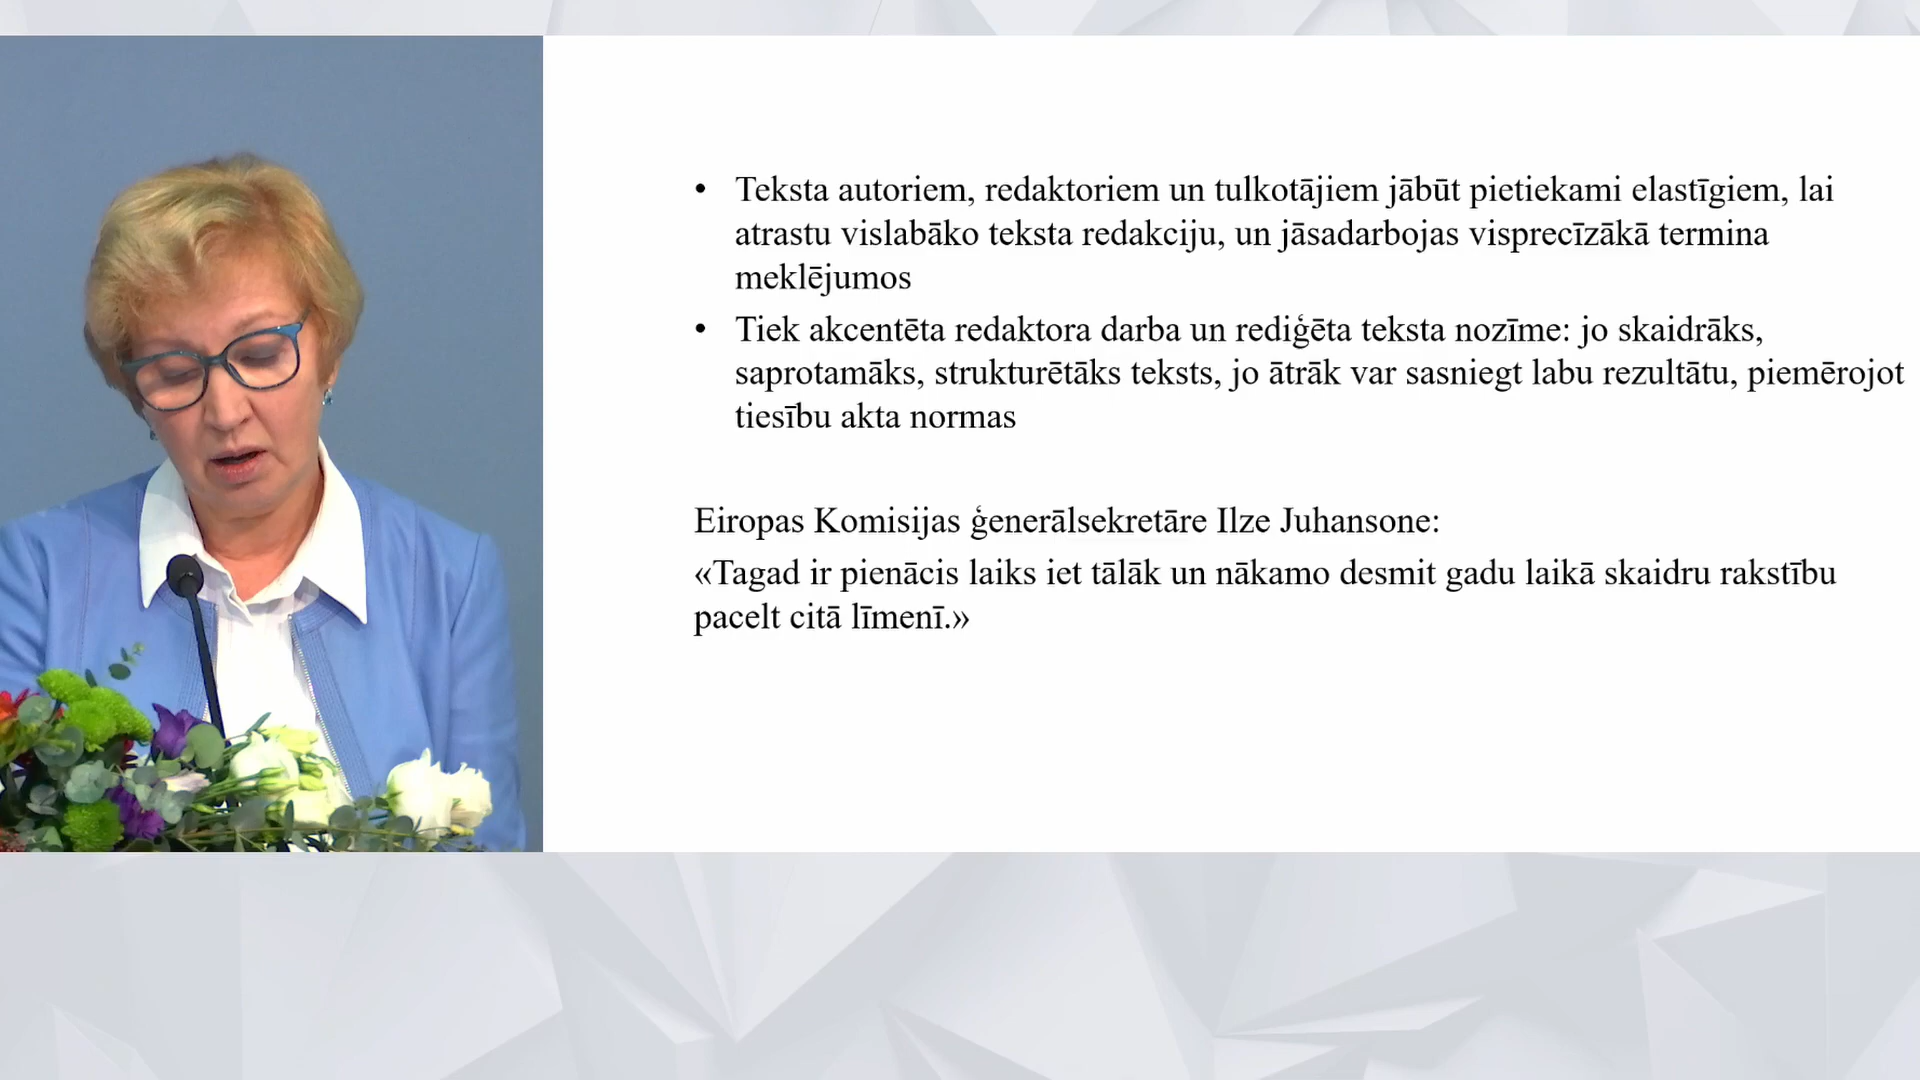 • Teksta autoriem, redaktoriem un tulkotājiem jābūt pietiekami elastīgiem, lai
atrastu vislabāko teksta redakciju, un jāsadarbojas visprecīzākā termina
meklējumos
• Tiek akcentēta redaktora darba un rediģēta teksta nozīme: jo skaidrāks,
saprotamāks, strukturētāks teksts, jo ātrāk var sasniegt labu rezultātu, piemērojot
tiesību akta normas
Eiropas Komisijas ģenerālsekretāre Ilze Juhansone:
«Tagad ir pienācis laiks iet tālāk un nākamo desmit gadu laikā skaidru rakstību
pacelt citā līmenī.»